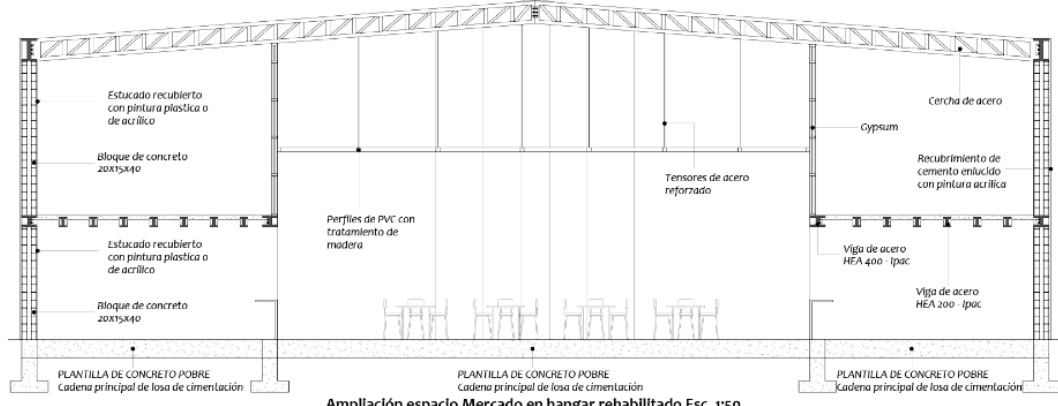 Estucado recubierto
con pintura plastica o
de acrílico
Bloque de concreto
20x15x40
Estucado recubierto
con pintura plastica o
de acrílico
Bloque de concreto
20x15x40
Perfiles de PVC con
tratamiento de
madera
Tensores de acero
reforzado
Cercha de acero
Gypsum
Recubrimiento de
cemento enlucido
con pintura acrilica
Viga de acero
HEA 400 - Ipac
Viga de acero
HEA 200 - Ipac
PLANTILLA DE CONCRETO POBRE
Cadena principal de losa de cimentación
PLANTILLA DE CONCRETO POBRE
Cadena principal de losa de cimentación
PLANTILLA DE CONCRETO POBRE
Cadena principal de losa de cimentación
Ampliación espacio Mercado en hangar rehabilitado Esc. 1:50